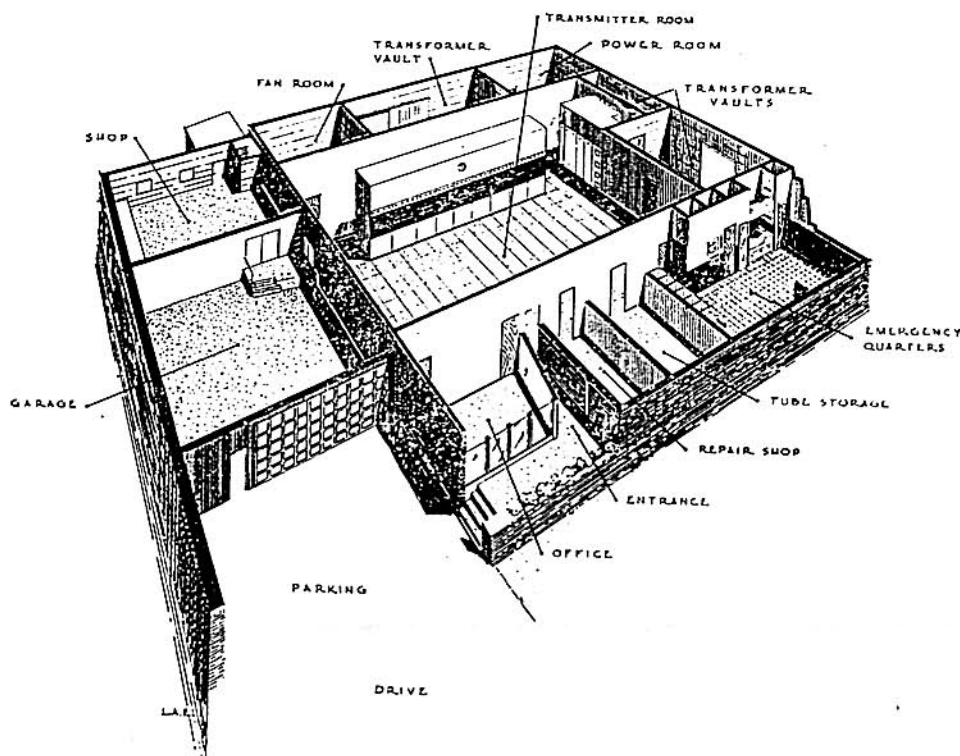 TRANSMITTER ROOM
TRANSFORMER
VAULT
POWER ROOM
FAN ROOM
TRANSFORMER
VAULTS
SHOP
EMERGENCY
QUARTERS
GARAGE
TUBE STORAGE
REPAIR SHOP
ENTRANCE
OFFICE
PARKING
DRIVE